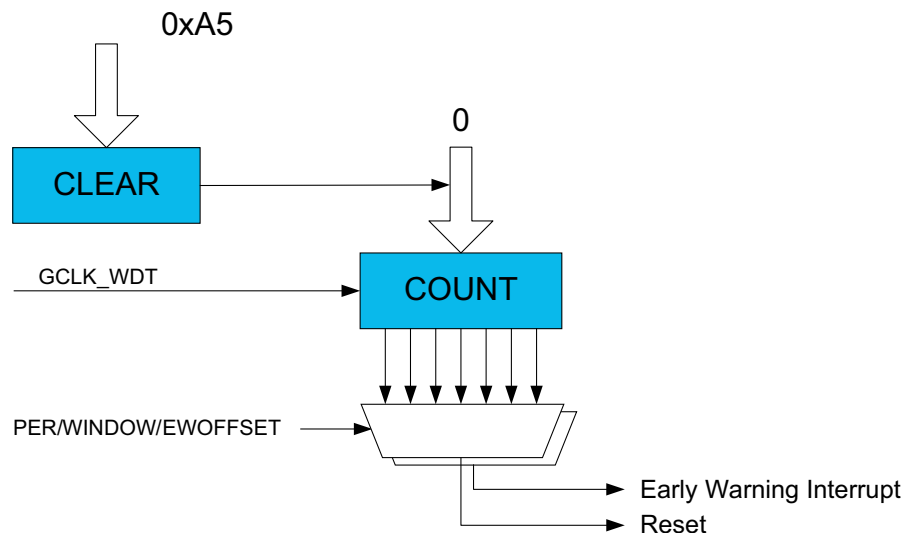 0xA5
0
CLEAR
GCLK_WDT
COUNT
PER/WINDOW/EWOFFSET
Early Warning Interrupt
Reset